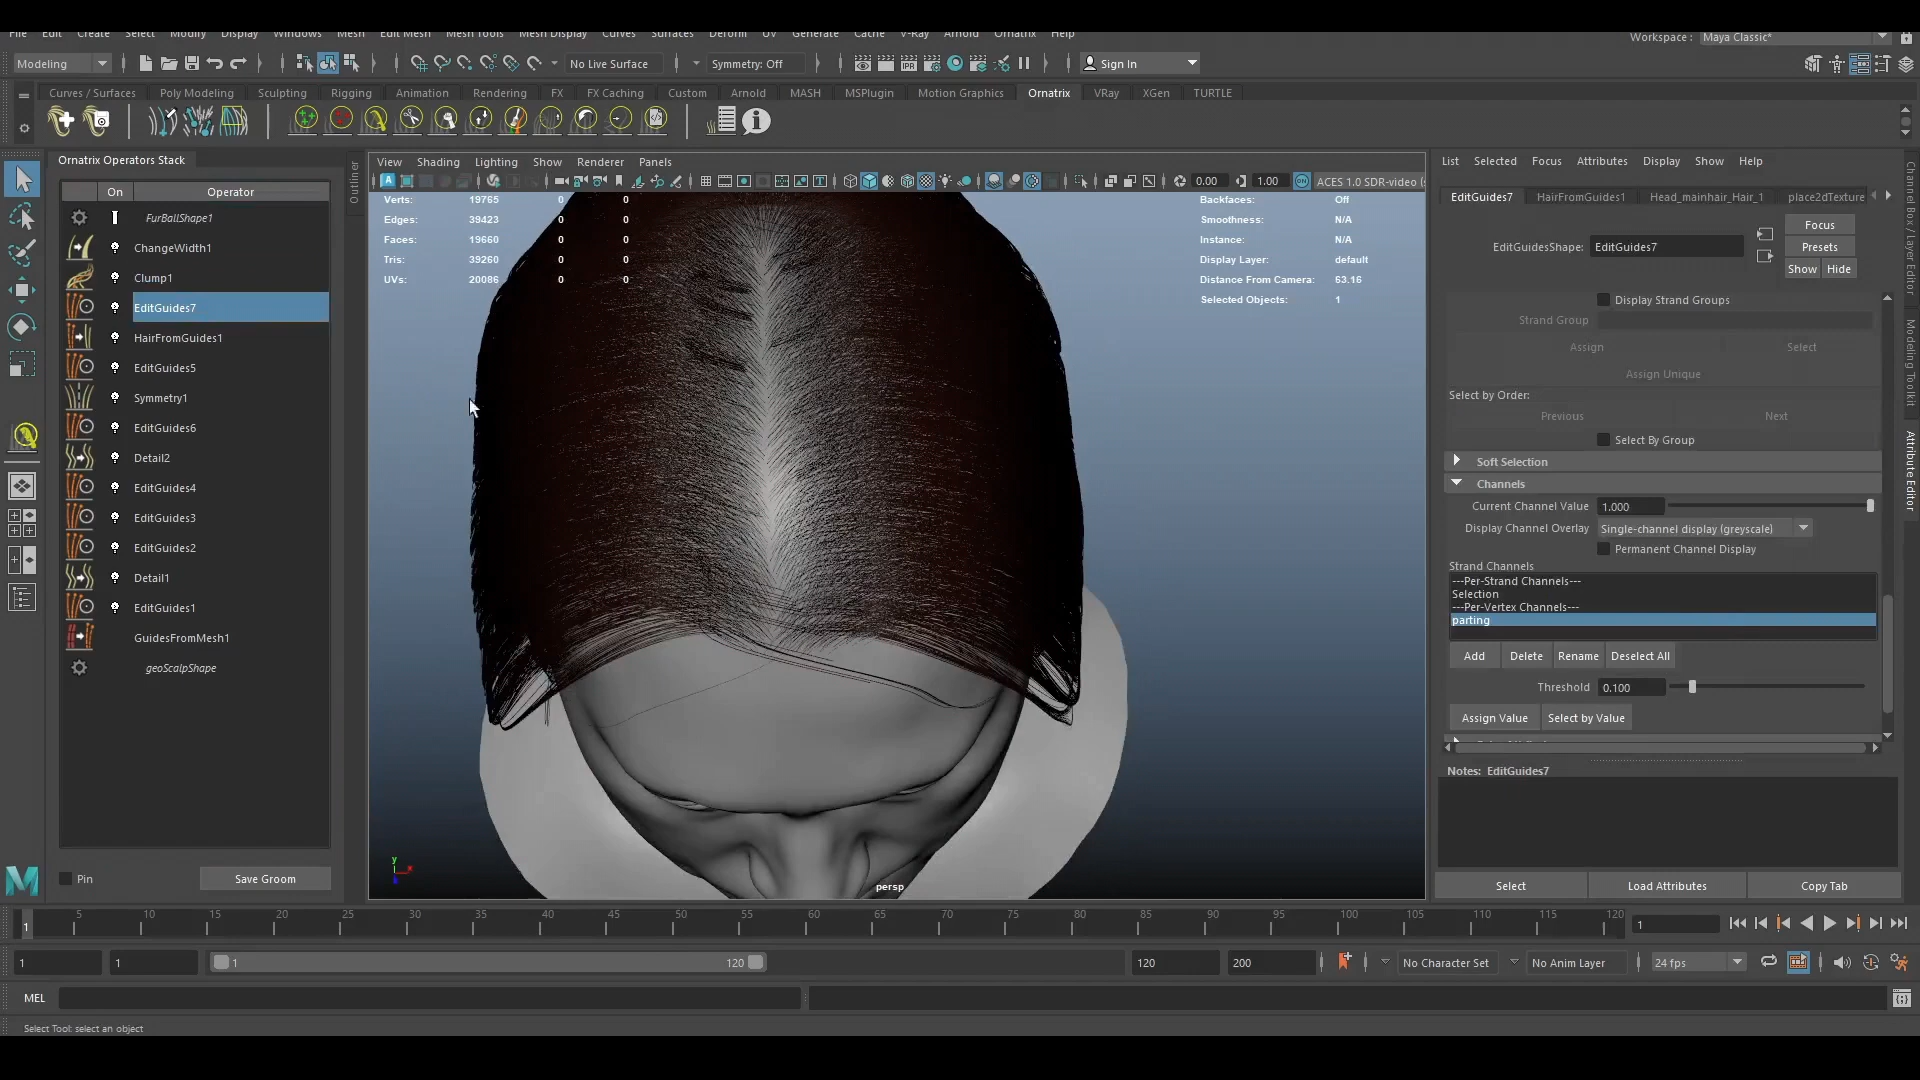 File Edit Create Select Modify Display Windows Mesh Edit Mesh Mesh Tools Mesh Display Curves Surfaces Deform UV Generate Cache V-Ray Arnold Ornatrix Help
Workspace : Maya Classic*
Modeling No Live Surface Symmetry: Off Sign In
Curves / Surfaces Poly Modeling Sculpting Rigging Animation Rendering FX FX Caching Custom Arnold MASH MSPlugin Motion Graphics Ornatrix VRay XGen TURTLE
Ornatrix Operators Stack
On Operator
FurBallShape1
ChangeWidth1
Clump1
EditGuides7
HairFromGuides1
EditGuides5
Symmetry1
EditGuides6
Detail2
EditGuides4
EditGuides3
EditGuides2
Detail1
EditGuides1
GuidesFromMesh1
geoScalpShape
Pin Save Groom
Outliner
View Shading Lighting Show Renderer Panels
0.00 1.00 ACES 1.0 SDR-video (
Verts: 19765 0 0
Edges: 39423 0 0
Faces: 19660 0 0
Tris: 39260 0 0
UVs: 20086 0 0
Backfaces: Off
Smoothness: N/A
Instance: N/A
Display Layer: default
Distance From Camera: 63.16
Selected Objects: 1
y
persp
List Selected Focus Attributes Display Show Help
EditGuides7 HairFromGuides1 Head_mainhair_Hair_1 place2dTexture
Focus
EditGuidesShape: EditGuides7 Presets
Show Hide
Display Strand Groups
Strand Group
Assign Select
Assign Unique
Select by Order:
Previous Next
Select By Group
Soft Selection
Channels
Current Channel Value 1.000
Display Channel Overlay Single-channel display (greyscale)
Permanent Channel Display
Strand Channels
---Per-Strand Channels---
Selection
---Per-Vertex Channels---
parting
Add Delete Rename Deselect All
Threshold 0.100
Assign Value Select by Value
Notes: EditGuides7
Select Load Attributes Copy Tab
Channel Box / Layer Editor
Modeling Toolkit
Attribute Editor
1 5 10 15 20 25 30 35 40 45 50 55 60 65 70 75 80 85 90 95 100 105 110 115 120 1
1 1 1 120 120 200 No Character Set No Anim Layer 24 fps
MEL
Select Tool: select an object